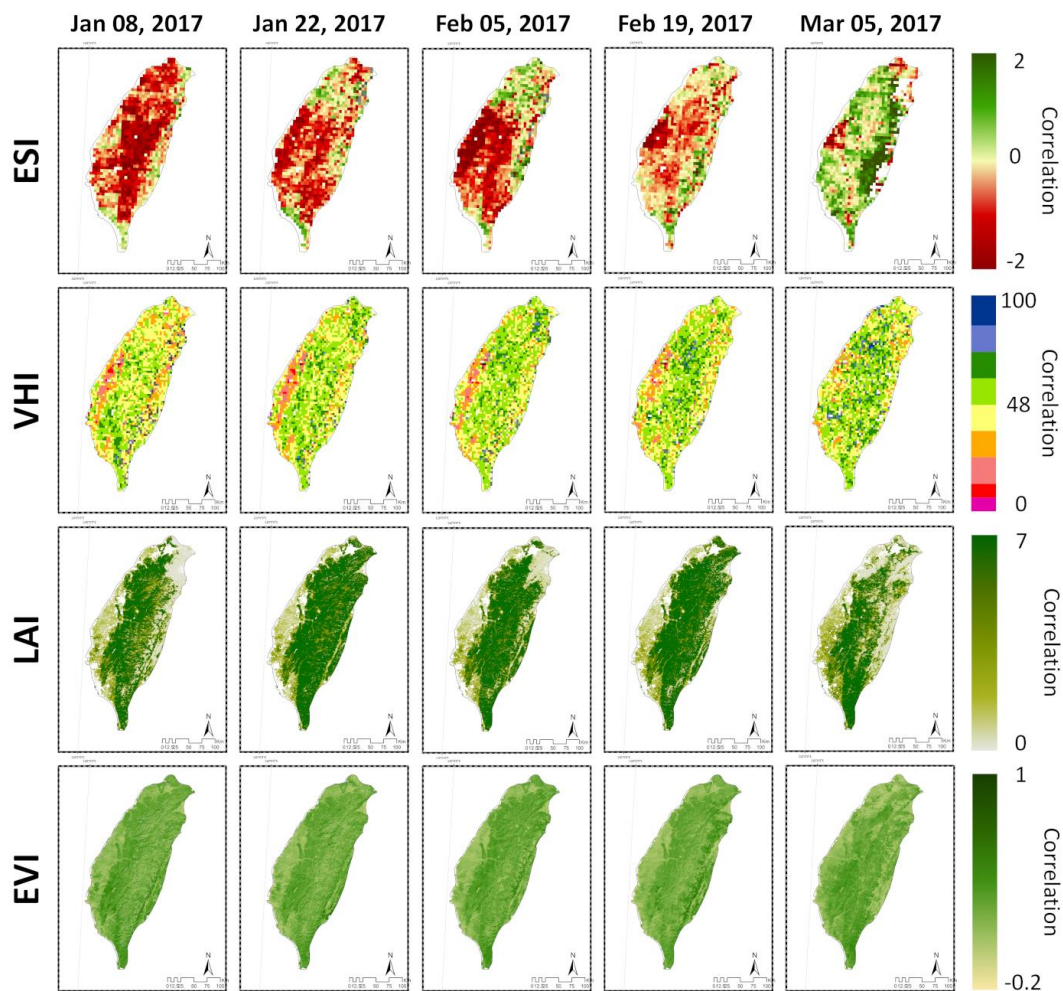 Jan 08, 2017 Jan 22, 2017 Feb 05, 2017 Feb 19, 2017 Mar 05, 2017
ESI
2
0
-2
Correlation
N N N N N
VHI
100
48
0
Correlation
N N N N N
LAI
7
0
Correlation
N N N N N
EVI
1
-0.2
Correlation
N N N N N